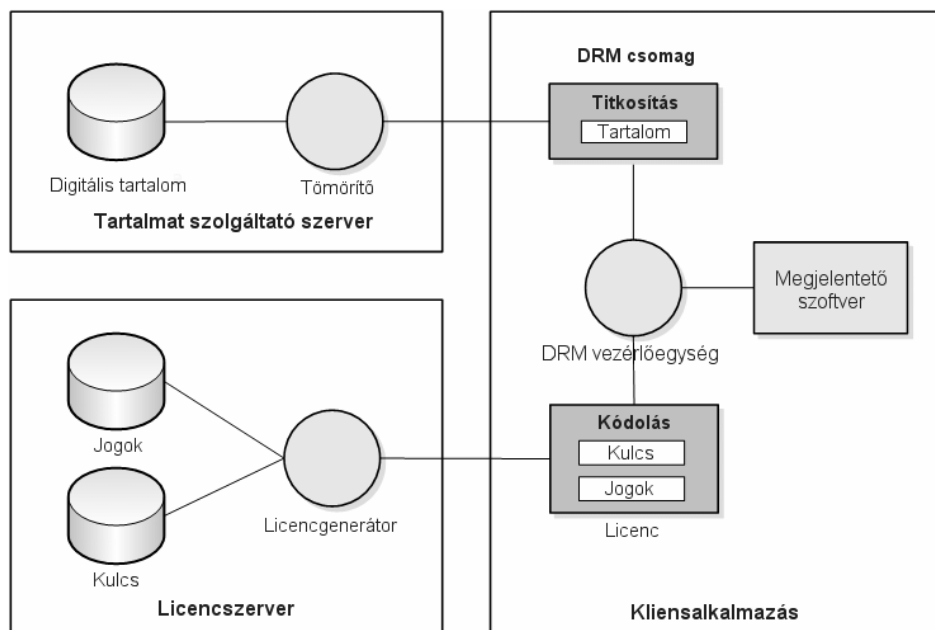 Digitális tartalom
Tömörítő
Tartalmat szolgáltató szerver
Jogok
Kulcs
Licencgenerátor
Licencszerver
DRM csomag
Titkosítás
Tartalom
DRM vezérlőegység
Megjelentető
szoftver
Kódolás
Kulcs
Jogok
Licenc
Kliensalkalmazás